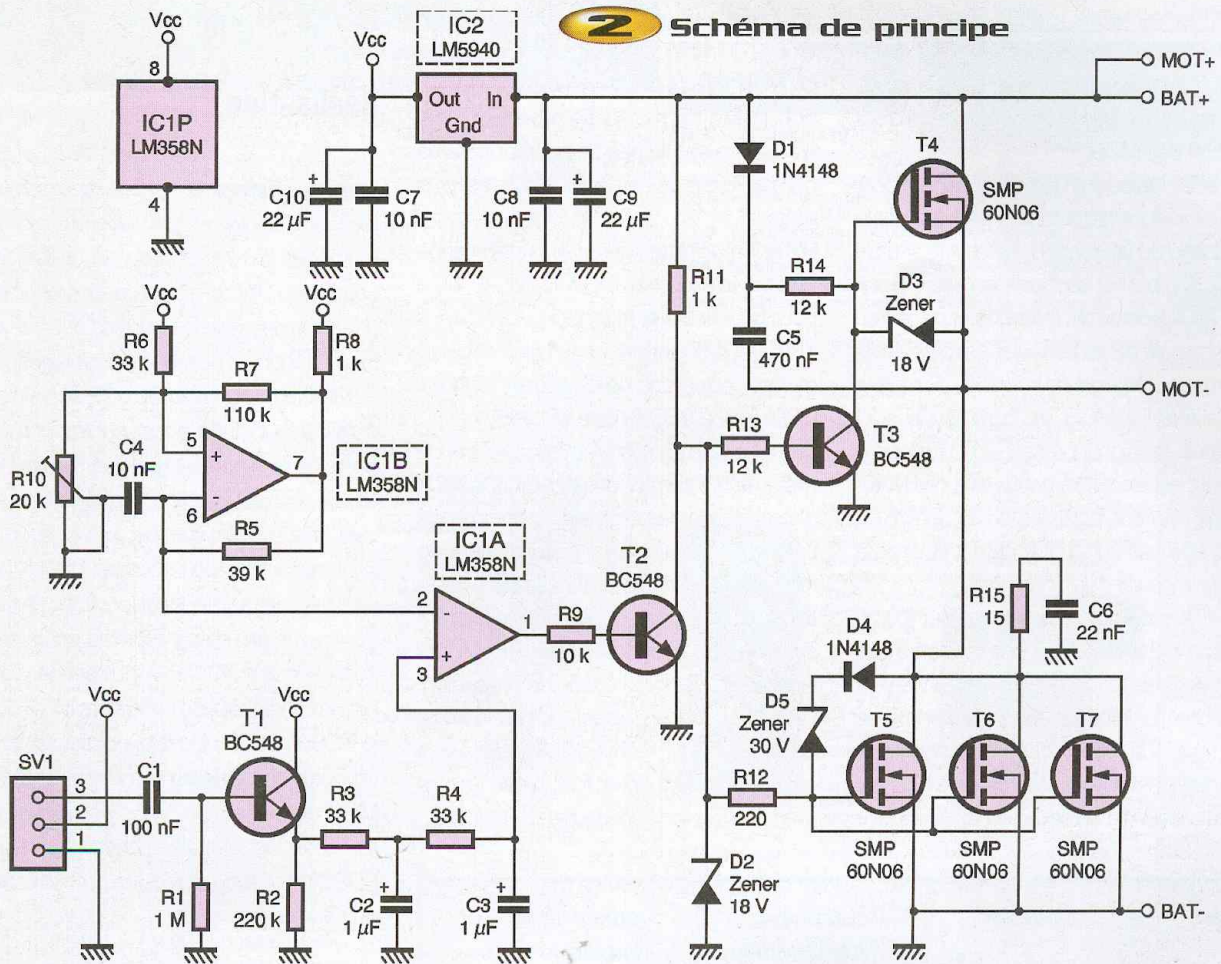 2 Schéma de principe
Vcc
8
IC1P
LM358N
4
Vcc
IC2
LM5940
Out
In
Gnd
C10
22 µF
C7
10 nF
C8
10 nF
C9
22 µF
MOT+
BAT+
D1
1N4148
T4
SMP
60N06
R11
1 k
R14
12 k
D3
Zener
18 V
C5
470 nF
MOT-
R13
12 k
T3
BC548
Vcc
R6
33 k
Vcc
R8
1 k
R7
110 k
R10
20 k
C4
10 nF
5
+
7
-
6
IC1B
LM358N
R5
39 k
IC1A
LM358N
2
-
1
+
3
R9
10 k
T2
BC548
R15
15
C6
22 nF
D4
1N4148
D5
Zener
30 V
T5
T6
T7
R12
220
SMP
60N06
SMP
60N06
SMP
60N06
D2
Zener
18 V
BAT-
Vcc
SV1
3
2
1
C1
100 nF
T1
BC548
Vcc
R3
33 k
R4
33 k
R1
1 M
R2
220 k
C2
1 µF
+
C3
1 µF
+